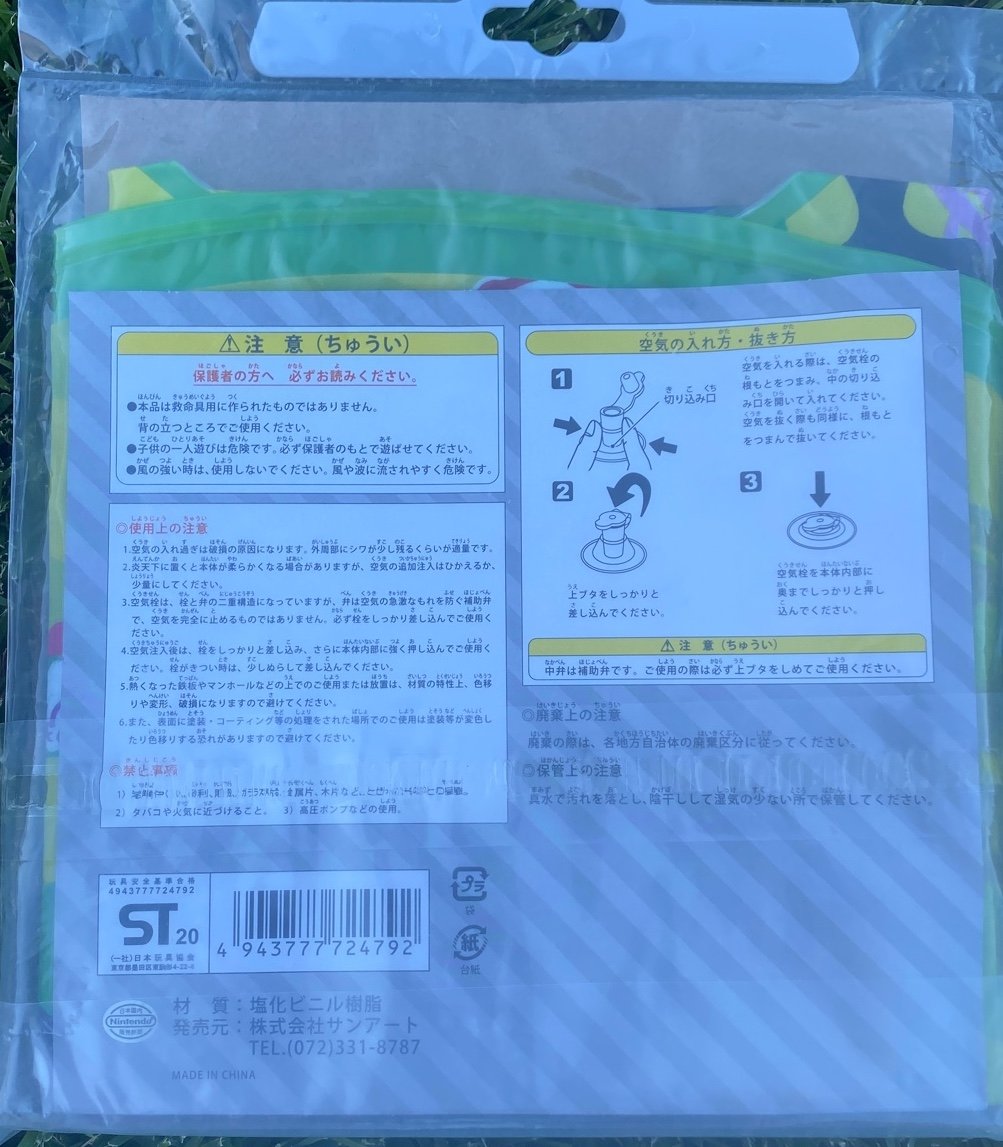 ⚠注 意(ちゅうい)
保護者の方へ 必ずお読みください。
●本品は救命具用に作られたものではありません。
背の立つところでご使用ください。
●子供の一人遊びは危険です。必ず保護者のもとで遊ばせてください。
●風の強い時は、使用しないでください。風や波に流されやすく危険です。
◎使用上の注意
1.空気の入れ過ぎは破損の原因になります。外周部にシワが少し残るくらいが適量です。
2.炎天下に置くと本体が柔らかくなる場合がありますが、空気の追加注入はひかえるか、
少量にしてください。
3.空気栓は、栓と弁の二重構造になっていますが、弁は空気の急激なもれを防ぐ補助弁
で、空気を完全に止めるものではありません。必ず栓をしっかり差し込んでご使用く
ださい。
4.空気注入後は、栓をしっかりと差し込み、さらに本体内部に強く押し込んでご使用く
ださい。栓がきつい時は、少しぬらして差し込んでください。
5.熱くなった鉄板やマンホールなどの上でのご使用または放置は、材質の特性上、色移
りや変形、破損になりますので避けてください。
6.また、表面に塗装・コーティング等の処理をされた場所でのご使用は塗装等が変色し
たり色移りする恐れがありますので避けてください。
◎禁止事項
2)タバコや火気に近づけること。 3)高圧ポンプなどの使用。
空気の入れ方・抜き方
1
切り込み口
空気を入れる際は、空気栓の
根もとをつまみ、中の切り込
み口を開いて入れてください。
空気を抜く際も同様に、根もと
をつまんで抜いてください。
2
上ブタをしっかりと
差し込んでください。
3
空気栓を本体内部に
奥までしっかりと押し
込んでください。
⚠注 意(ちゅうい)
中弁は補助弁です。ご使用の際は必ず上ブタをしめてご使用ください。
◎廃棄上の注意
廃棄の際は、各地方自治体の廃棄区分に従ってください。
◎保管上の注意
真水で汚れを落とし、陰干しして湿気の少ない所で保管してください。
玩具安全基準合格
4943777724792
ST 20
(一社)日本玩具協会
東京都墨田区東駒形4-22-4
4 943777 724792
プラ
袋
紙
台紙
日本国内
Nintendo
材 質:塩化ビニル樹脂
発売元:株式会社サンアート
TEL.(072)331-8787
MADE IN CHINA